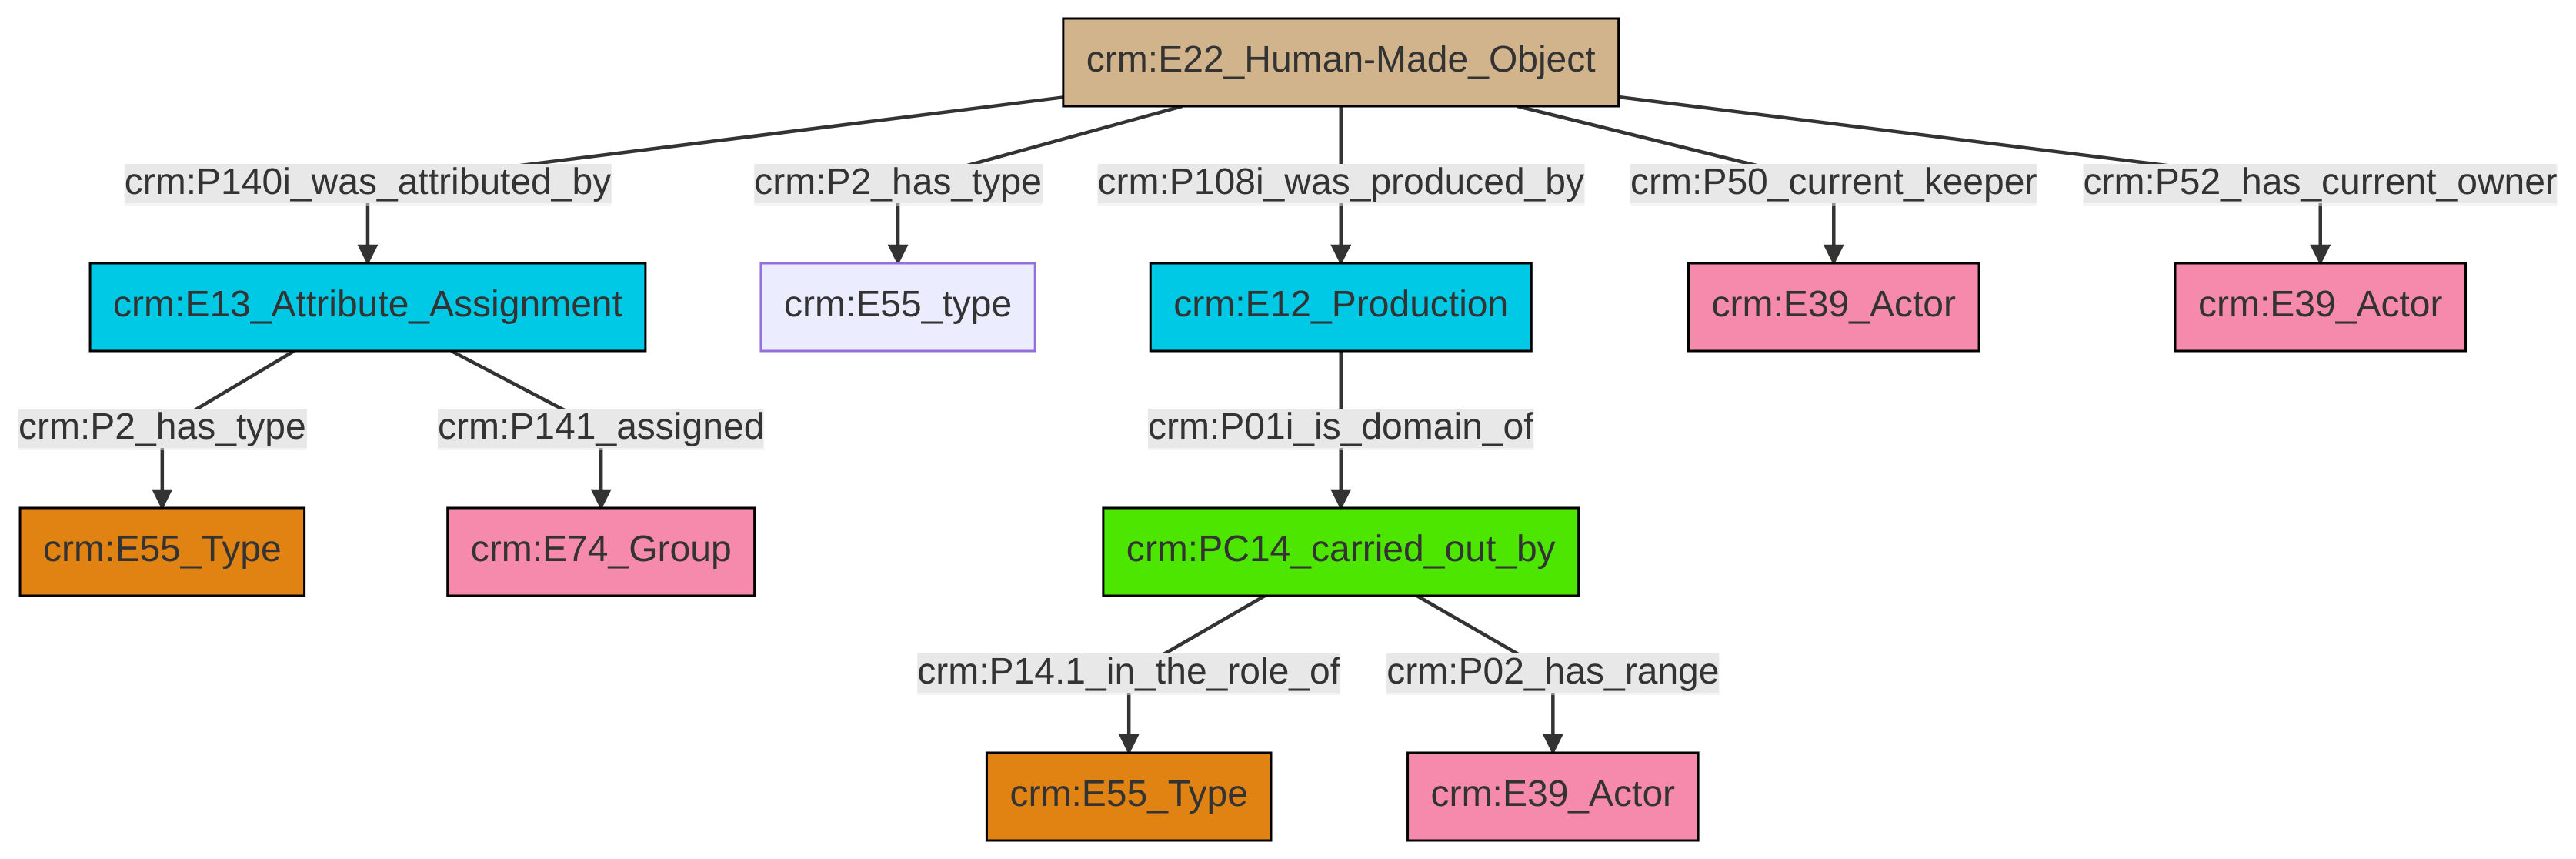 crm:E22_Human-Made_Object
crm:P140i_was_attributed_by
crm:P2_has_type
crm:P108i_was_produced_by
crm:P50_current_keeper
crm:P52_has_current_owner
crm:E13_Attribute_Assignment
crm:E55_type
crm:E12_Production
crm:E39_Actor
crm:E39_Actor
crm:P2_has_type
crm:P141_assigned
crm:P01i_is_domain_of
crm:E55_Type
crm:E74_Group
crm:PC14_carried_out_by
crm:P14.1_in_the_role_of
crm:P02_has_range
crm:E55_Type
crm:E39_Actor